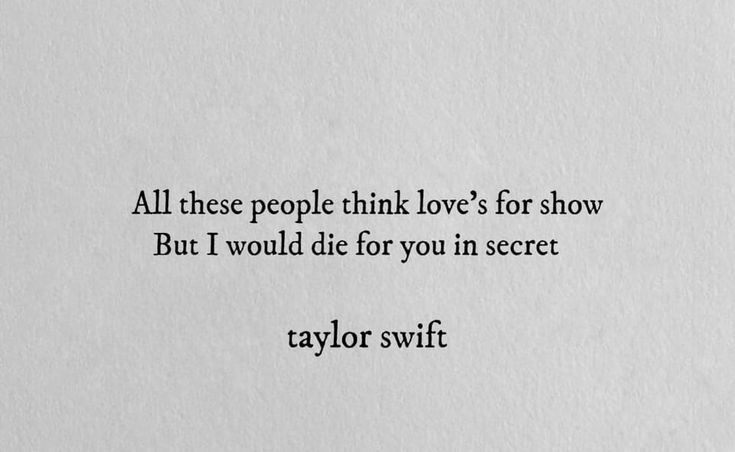 All these people think love's for show
But I would die for you in secret
taylor swift